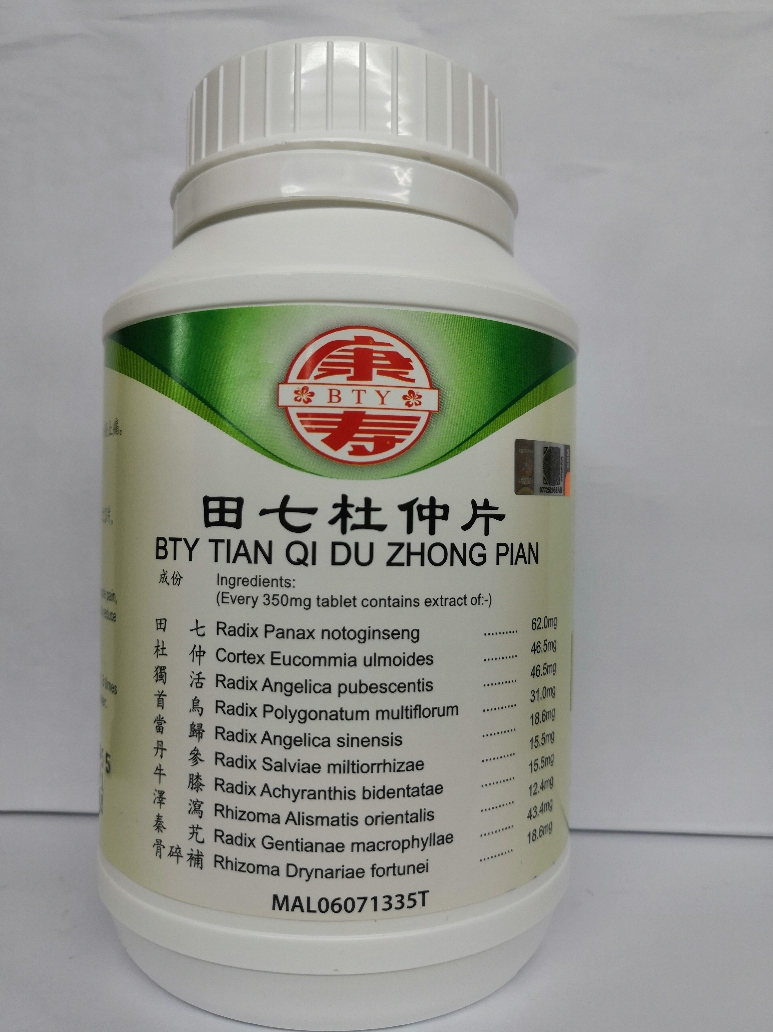 康
BTY
寿
田七杜仲片
BTY TIAN QI DU ZHONG PIAN
成份 Ingredients:
(Every 350mg tablet contains extract of:-)
田七 Radix Panax notoginseng .......... 62.0mg
杜仲 Cortex Eucommia ulmoides .......... 46.5mg
獨活 Radix Angelica pubescentis .......... 46.5mg
首烏 Radix Polygonatum multiflorum .......... 31.0mg
當歸 Radix Angelica sinensis .......... 18.6mg
丹參 Radix Salviae miltiorrhizae .......... 15.5mg
牛膝 Radix Achyranthis bidentatae .......... 15.5mg
澤瀉 Rhizoma Alismatis orientalis .......... 12.4mg
秦艽 Radix Gentianae macrophyllae .......... 43.4mg
骨碎補 Rhizoma Drynariae fortunei .......... 18.6mg
MAL06071335T